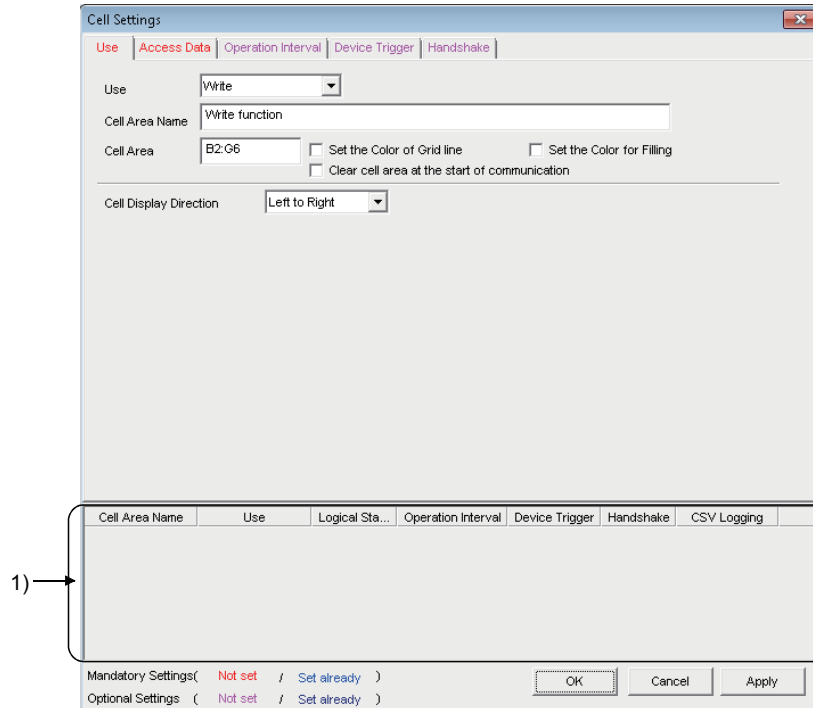 Cell Settings
Use Access Data Operation Interval Device Trigger Handshake
Use Write
Cell Area Name Write function
Cell Area B2:G6 Set the Color of Grid line Set the Color for Filling
Clear cell area at the start of communication
Cell Display Direction Left to Right
Cell Area Name Use Logical Sta... Operation Interval Device Trigger Handshake CSV Logging
1)
Mandatory Settings( Not set / Set already )
OK Cancel Apply
Optional Settings ( Not set / Set already )